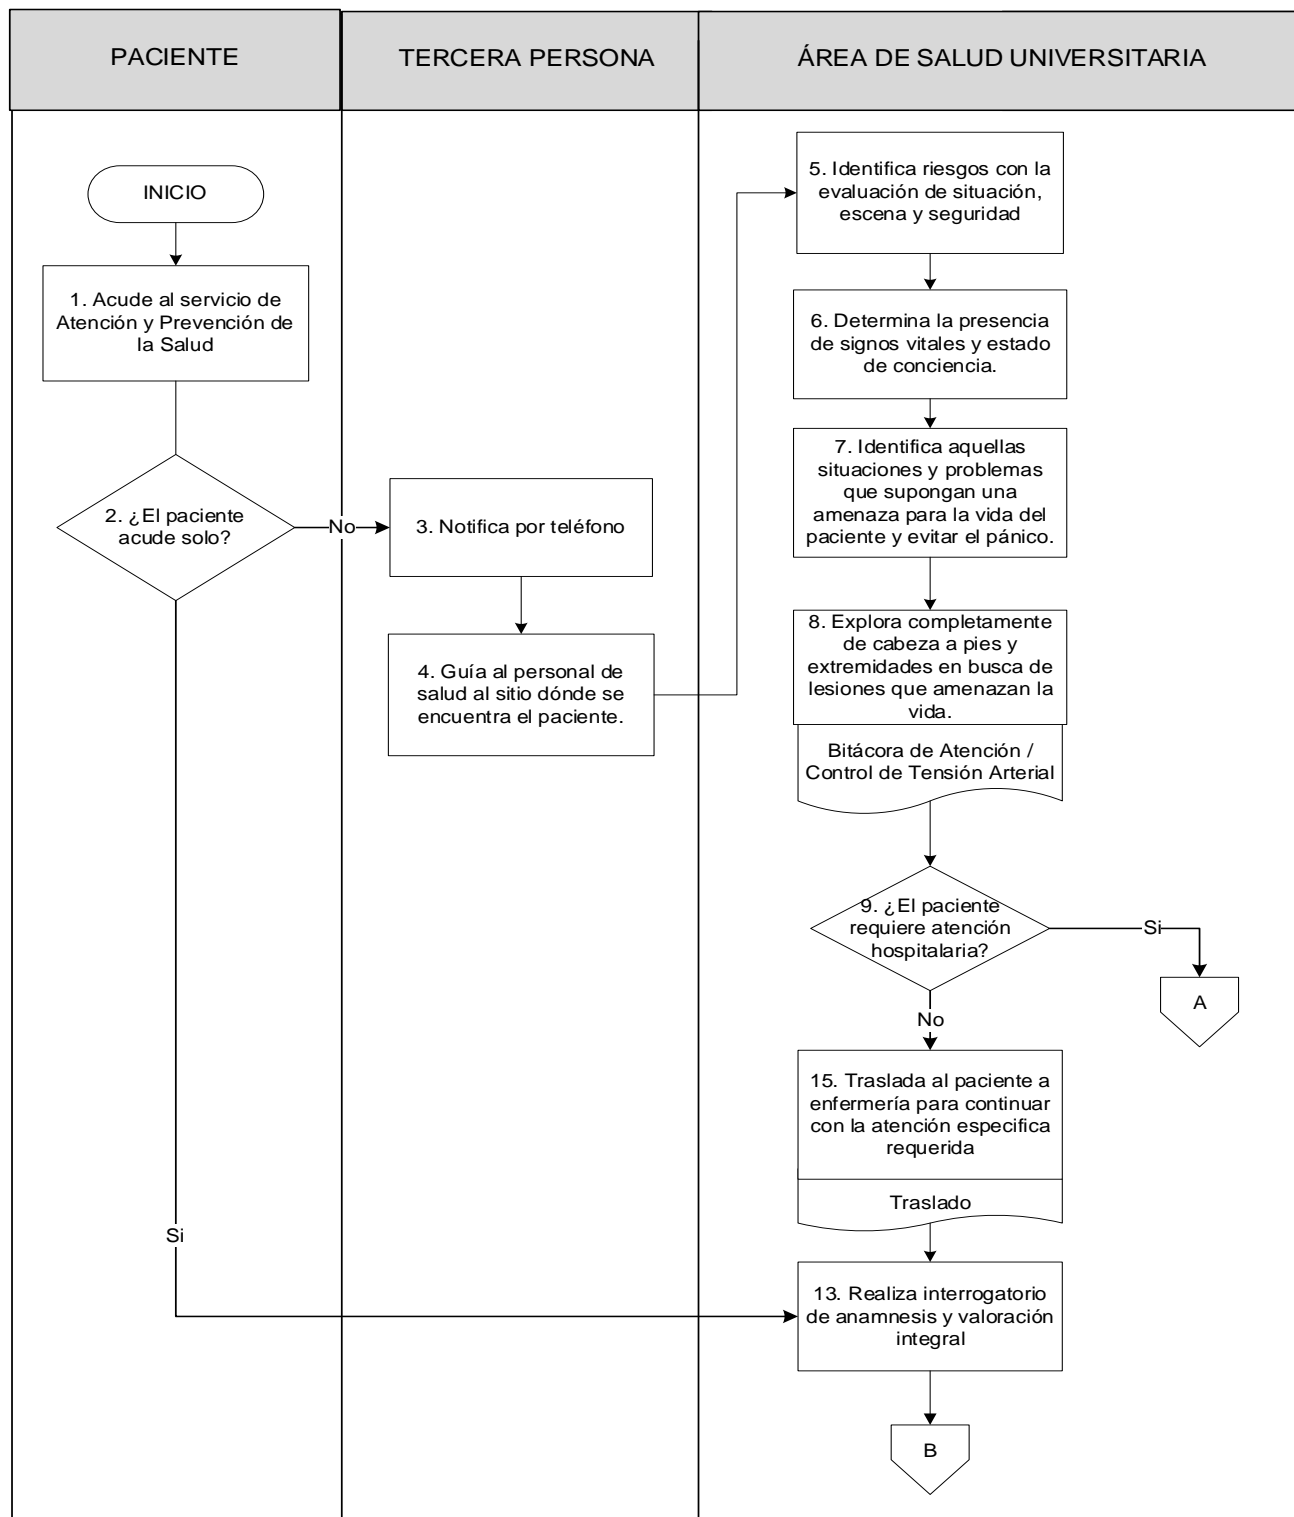 PACIENTE
TERCERA PERSONA
ÁREA DE SALUD UNIVERSITARIA
INICIO
1. Acude al servicio de
Atención y Prevención de
la Salud
2. ¿El paciente
acude solo?
No
Si
3. Notifica por teléfono
4. Guía al personal de
salud al sitio dónde se
encuentra el paciente.
5. Identifica riesgos con la
evaluación de situación,
escena y seguridad
6. Determina la presencia
de signos vitales y estado
de conciencia.
7. Identifica aquellas
situaciones y problemas
que supongan una
amenaza para la vida del
paciente y evitar el pánico.
8. Explora completamente
de cabeza a pies y
extremidades en busca de
lesiones que amenazan la
vida.
Bitácora de Atención /
Control de Tensión Arterial
9. ¿El paciente
requiere atención
hospitalaria?
Si
A
No
15. Traslada al paciente a
enfermería para continuar
con la atención especifica
requerida
Traslado
13. Realiza interrogatorio
de anamnesis y valoración
integral
B